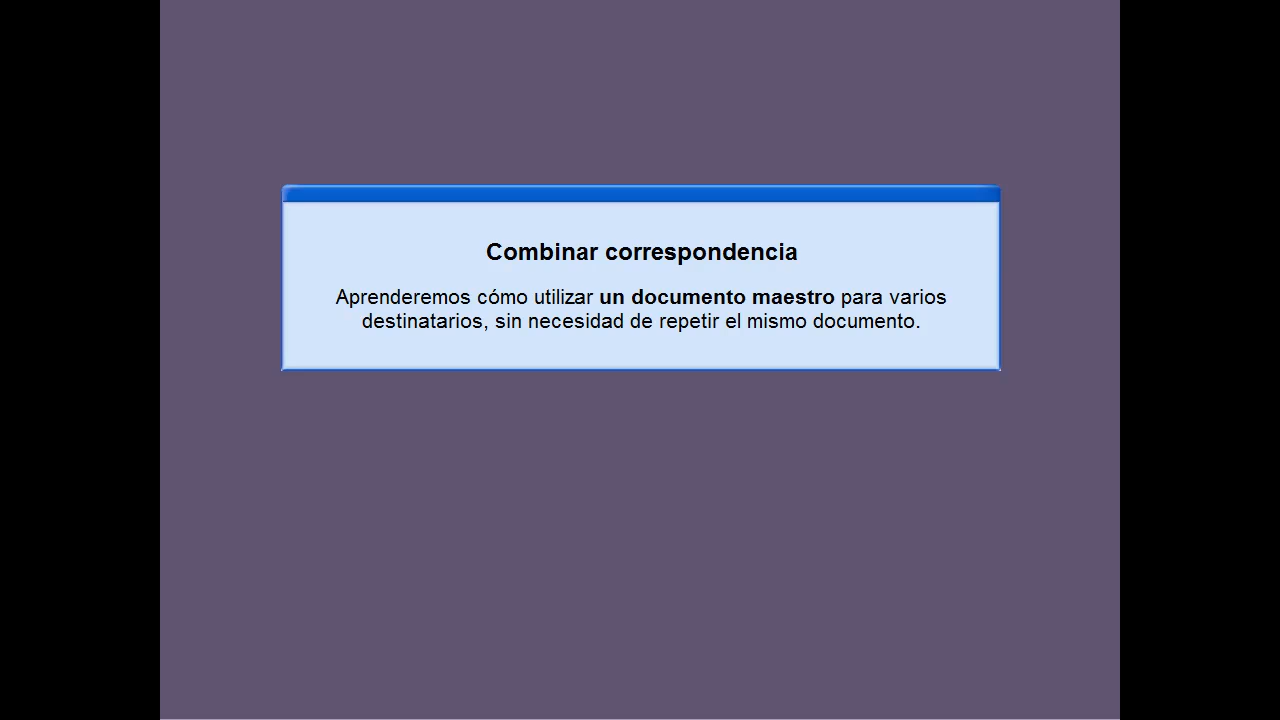 Combinar correspondencia
Aprenderemos cómo utilizar un documento maestro para varios
destinatarios, sin necesidad de repetir el mismo documento.